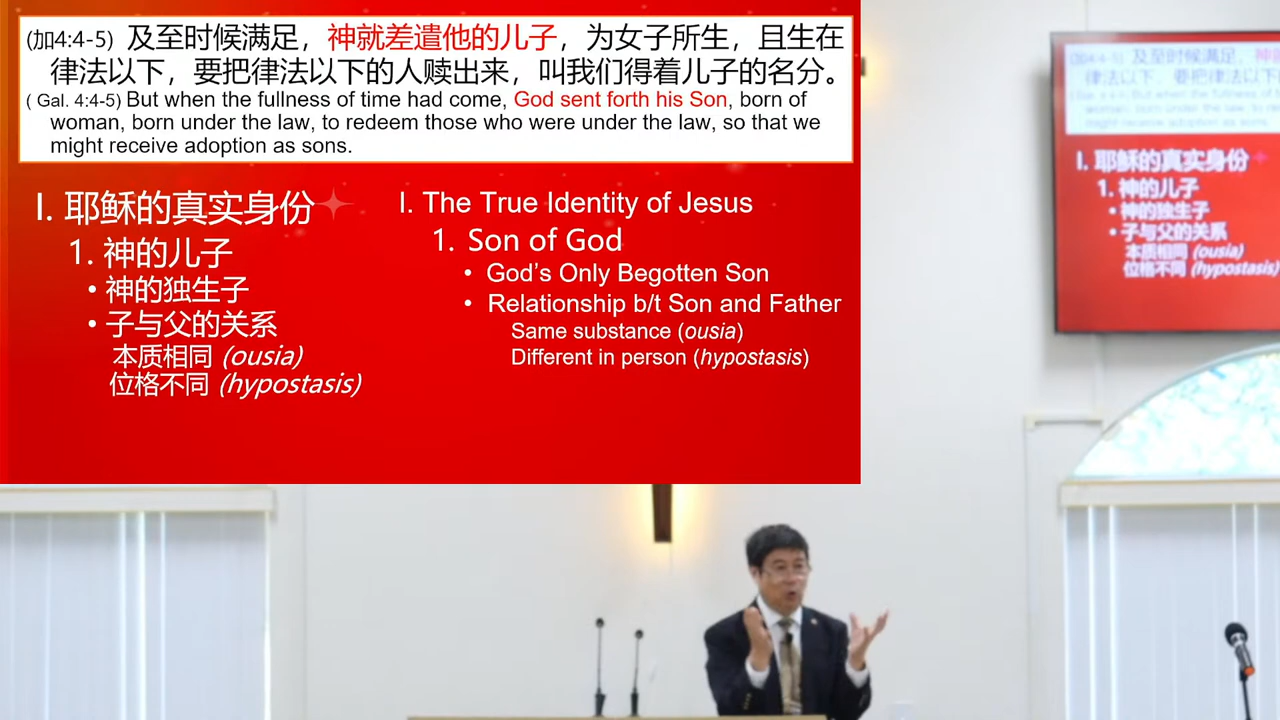 (加4:4-5) 及至时候满足，神就差遣他的儿子，为女子所生，且生在
律法以下，要把律法以下的人赎出来，叫我们得着儿子的名分。
( Gal. 4:4-5) But when the fullness of time had come, God sent forth his Son, born of
woman, born under the law, to redeem those who were under the law, so that we
might receive adoption as sons.
I. 耶稣的真实身份
1. 神的儿子
• 神的独生子
• 子与父的关系
本质相同 (ousia)
位格不同 (hypostasis)
I. The True Identity of Jesus
1. Son of God
• God’s Only Begotten Son
• Relationship b/t Son and Father
Same substance (ousia)
Different in person (hypostasis)
I. 耶稣的真实身份
1. 神的儿子
• 神的独生子
• 子与父的关系
本质相同 (ousia)
位格不同 (hypostasis)